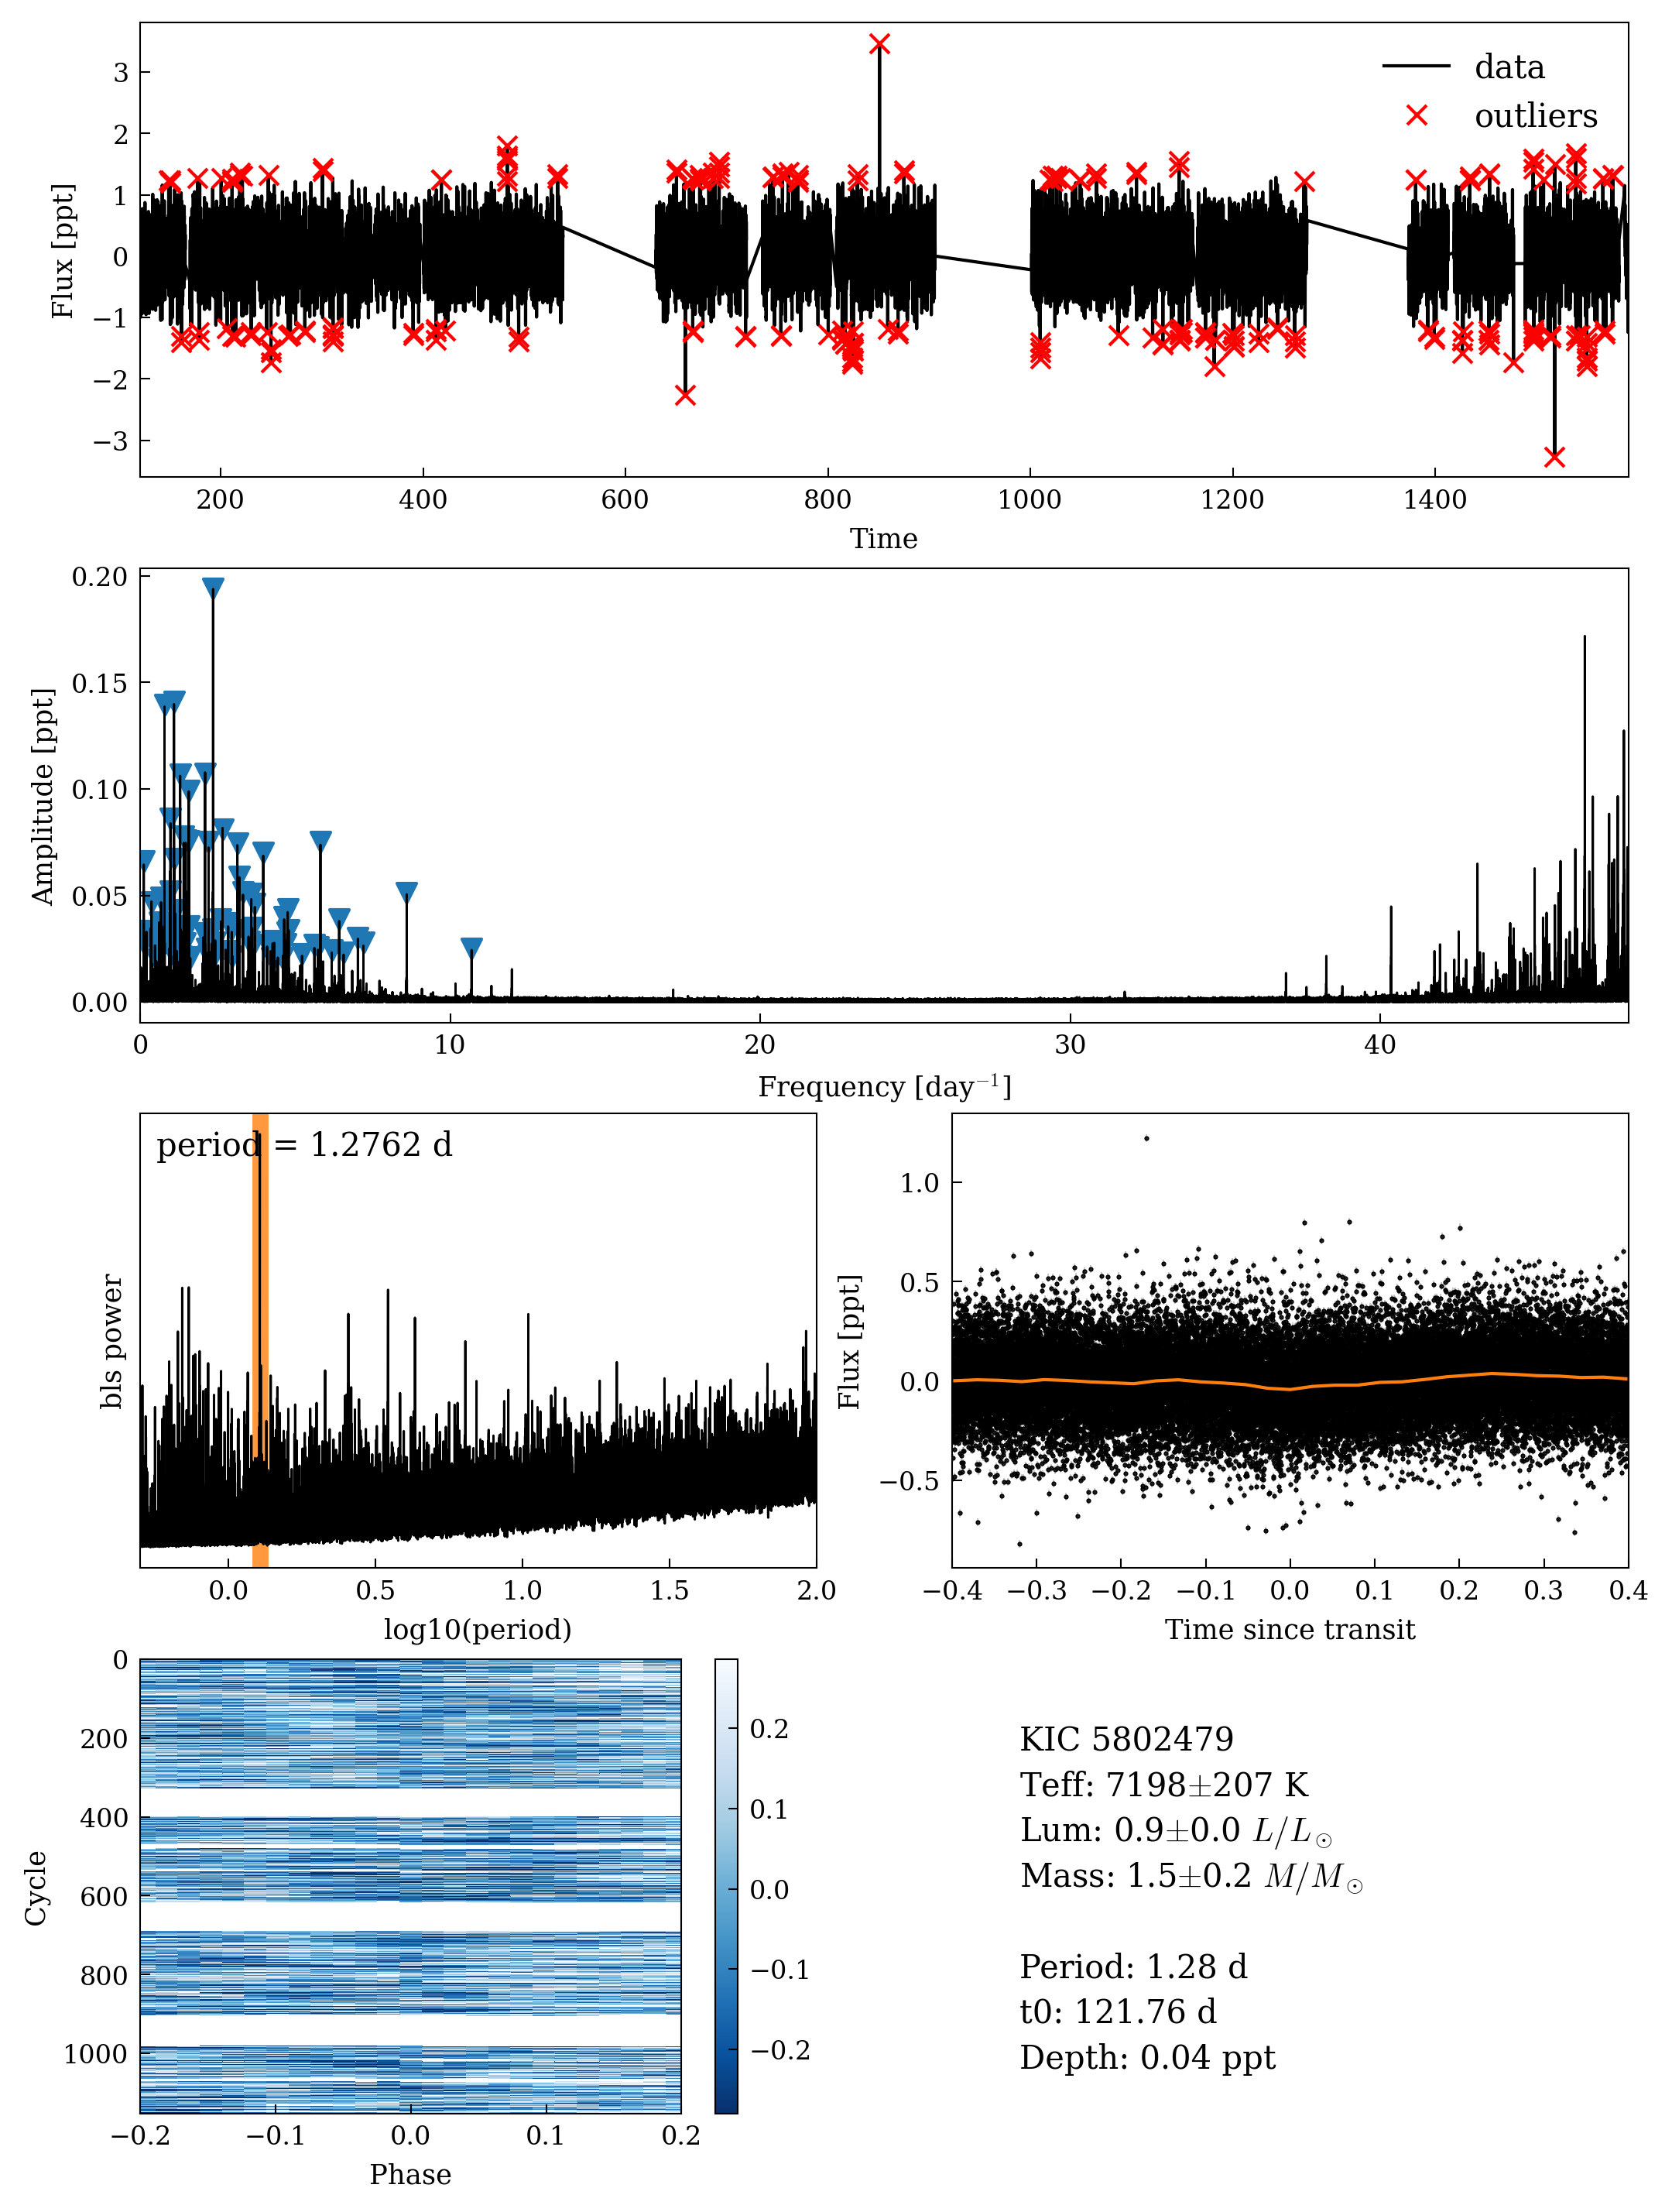 3
2
1
0
−1
−2
−3
Flux [ppt]
data
outliers
200 400 600 800 1000 1200 1400
Time
0.20
0.15
0.10
0.05
0.00
Amplitude [ppt]
0 10 20 30 40
Frequency [day⁻¹]
period = 1.2762 d
bls power
0.0 0.5 1.0 1.5 2.0
log10(period)
1.0
0.5
0.0
−0.5
Flux [ppt]
−0.4 −0.3 −0.2 −0.1 0.0 0.1 0.2 0.3 0.4
Time since transit
0
200
400
600
800
1000
Cycle
−0.2 −0.1 0.0 0.1 0.2
Phase
0.2
0.1
0.0
−0.1
−0.2
KIC 5802479
Teff: 7198±207 K
Lum: 0.9±0.0 L/L☉
Mass: 1.5±0.2 M/M☉
Period: 1.28 d
t0: 121.76 d
Depth: 0.04 ppt